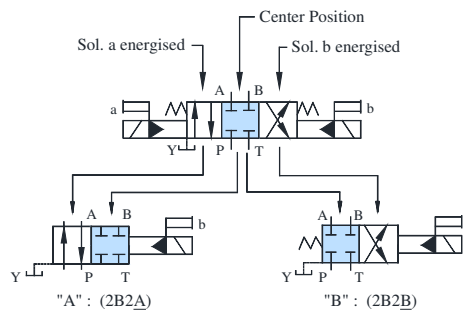 Center Position
Sol. a energised
Sol. b energised
A B
a
b
Y P T
A B
b
Y P T
"A" : (2B2A)
A B
Y P T
"B" : (2B2B)